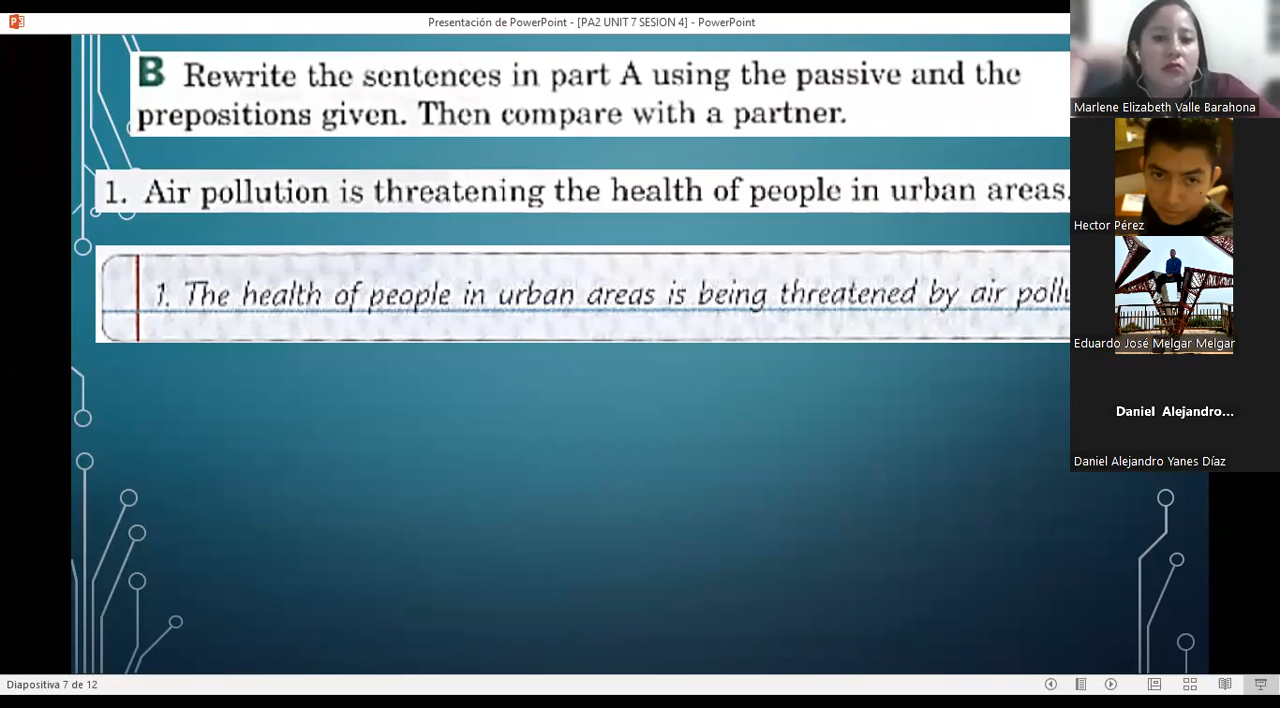 Presentación de PowerPoint - [PA2 UNIT 7 SESION 4] - PowerPoint
B Rewrite the sentences in part A using the passive and the
prepositions given. Then compare with a partner.
1. Air pollution is threatening the health of people in urban areas.
1. The health of people in urban areas is being threatened by air
Marlene Elizabeth Valle Barahona
Hector Pérez
Eduardo José Melgar Melgar
Daniel Alejandro...
Daniel Alejandro Yanes Díaz
Diapositiva 7 de 12